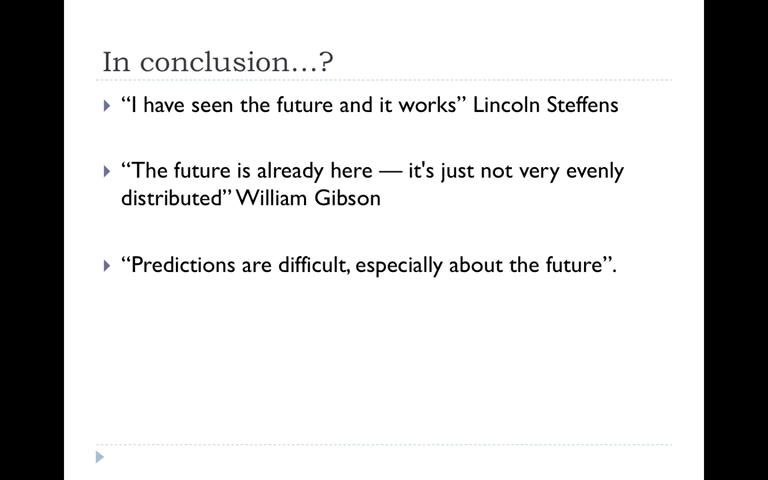 In conclusion…?
“I have seen the future and it works” Lincoln Steffens
“The future is already here — it's just not very evenly
distributed” William Gibson
“Predictions are difficult, especially about the future”.